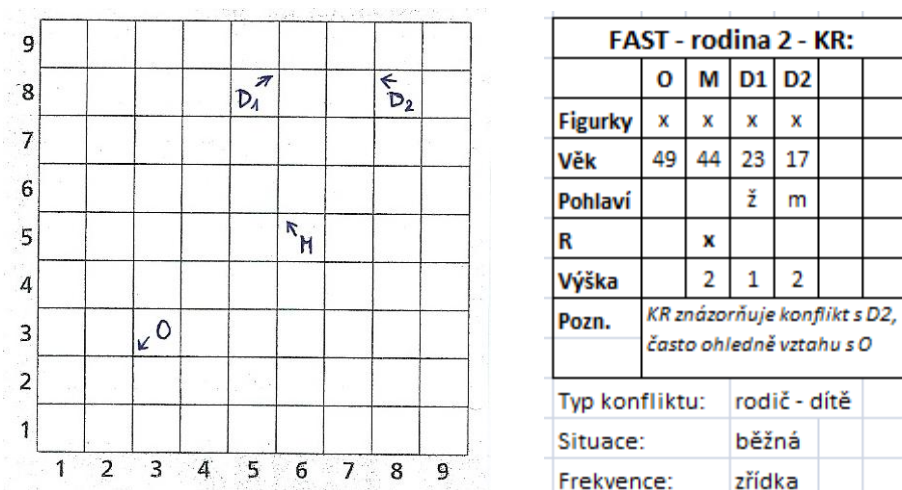 9
8
7
6
5
4
3
2
1
D1
D2
M
O
1 2 3 4 5 6 7 8 9
FAST - rodina 2 - KR:
O M D1 D2
Figurky x x x x
Věk 49 44 23 17
Pohlaví ž m
R x
Výška 2 1 2
Pozn. KR znázorňuje konflikt s D2,
často ohledně vztahu s O
Typ konfliktu: rodič - dítě
Situace: běžná
Frekvence: zřídka